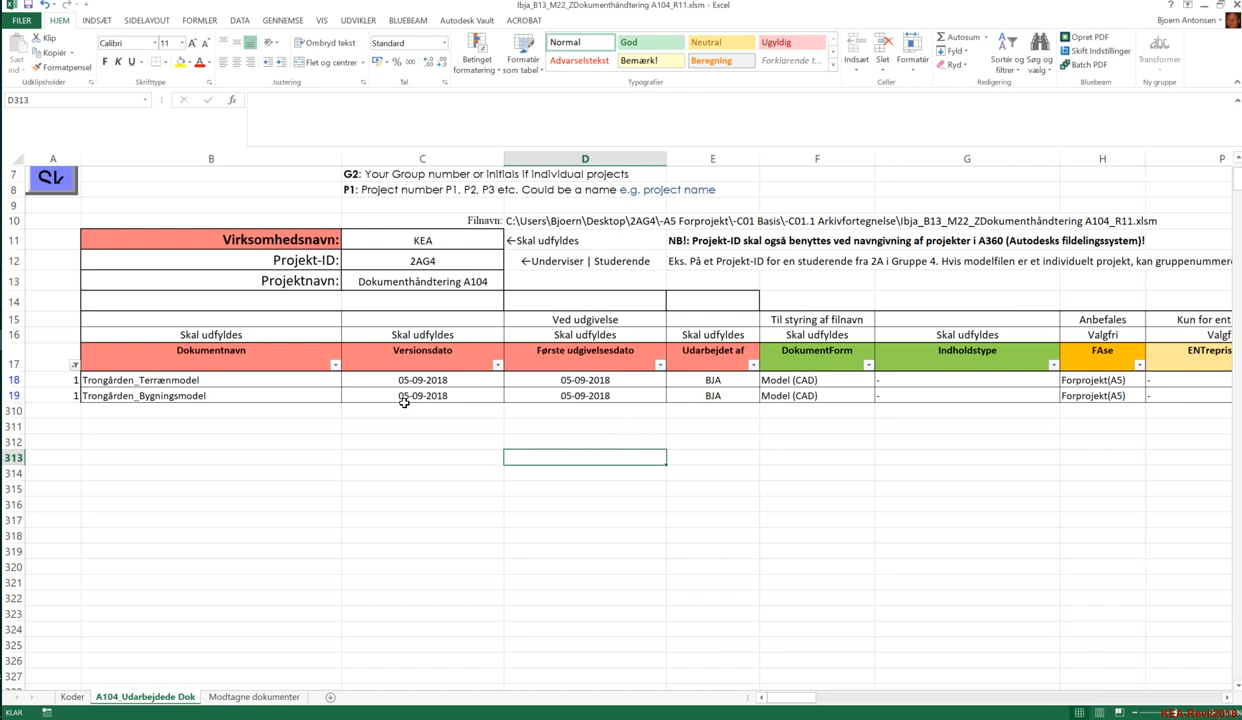 Ibja_B13_M22_ZDokumenthåndtering A104_R11.xlsm - Excel
FILER HJEM INDSÆT SIDELAYOUT FORMLER DATA GENNEMSE VIS UDVIKLER BLUEBEAM Autodesk Vault ACROBAT Bjoern Antonsen
Klip
Kopiér
Formatpensel
Sæt ind
Udklipsholder
Calibri 11
F K U
Skrifttype
Ombryd tekst
Flet og centrer
Justering
Standard
% 000
Tal
Betinget formatering
Formatér som tabel
Normal God Neutral Ugyldig
Advarselstekst Bemærk! Beregning Forklarende t...
Typografier
Indsæt Slet Formatér
Celler
Autosum
Fyld
Ryd
Sortér og filtrer
Søg og vælg
Redigering
Opret PDF
Skift Indstillinger
Batch PDF
Bluebeam
Transformer
Ny gruppe
D313 fx
A B C D E F G H P
7 G2: Your Group number or initials if individual projects
8 P1: Project number P1, P2, P3 etc. Could be a name e.g. project name
9
10 Filnavn: C:\Users\Bjoern\Desktop\2AG4\-A5 Forprojekt\-C01 Basis\-C01.1 Arkivfortegnelse\Ibja_B13_M22_ZDokumenthåndtering A104_R11.xlsm
11 Virksomhedsnavn: KEA ←Skal udfyldes NB!: Projekt-ID skal også benyttes ved navngivning af projekter i A360 (Autodesks fildelingssystem)!
12 Projekt-ID: 2AG4 ←Underviser | Studerende Eks. På et Projekt-ID for en studerende fra 2A i Gruppe 4. Hvis modelfilen er et individuelt projekt, kan gruppenummere
13 Projektnavn: Dokumenthåndtering A104
14
15 Ved udgivelse Til styring af filnavn Anbefales Kun for ent
16 Skal udfyldes Skal udfyldes Skal udfyldes Skal udfyldes Skal udfyldes Skal udfyldes Valgfri Valgf
17 Dokumentnavn Versionsdato Første udgivelsesdato Udarbejdet af DokumentForm Indholdstype FAse ENTrepris
18 1 Trongården_Terrænmodel 05-09-2018 05-09-2018 BJA Model (CAD) - Forprojekt(A5) -
19 1 Trongården_Bygningsmodel 05-09-2018 05-09-2018 BJA Model (CAD) - Forprojekt(A5) -
310
311
312
313
314
315
316
317
318
319
320
321
322
323
324
325
326
327
Koder A104_Udarbejdede Dok Modtagne dokumenter
KLAR
KEA-Revit2018